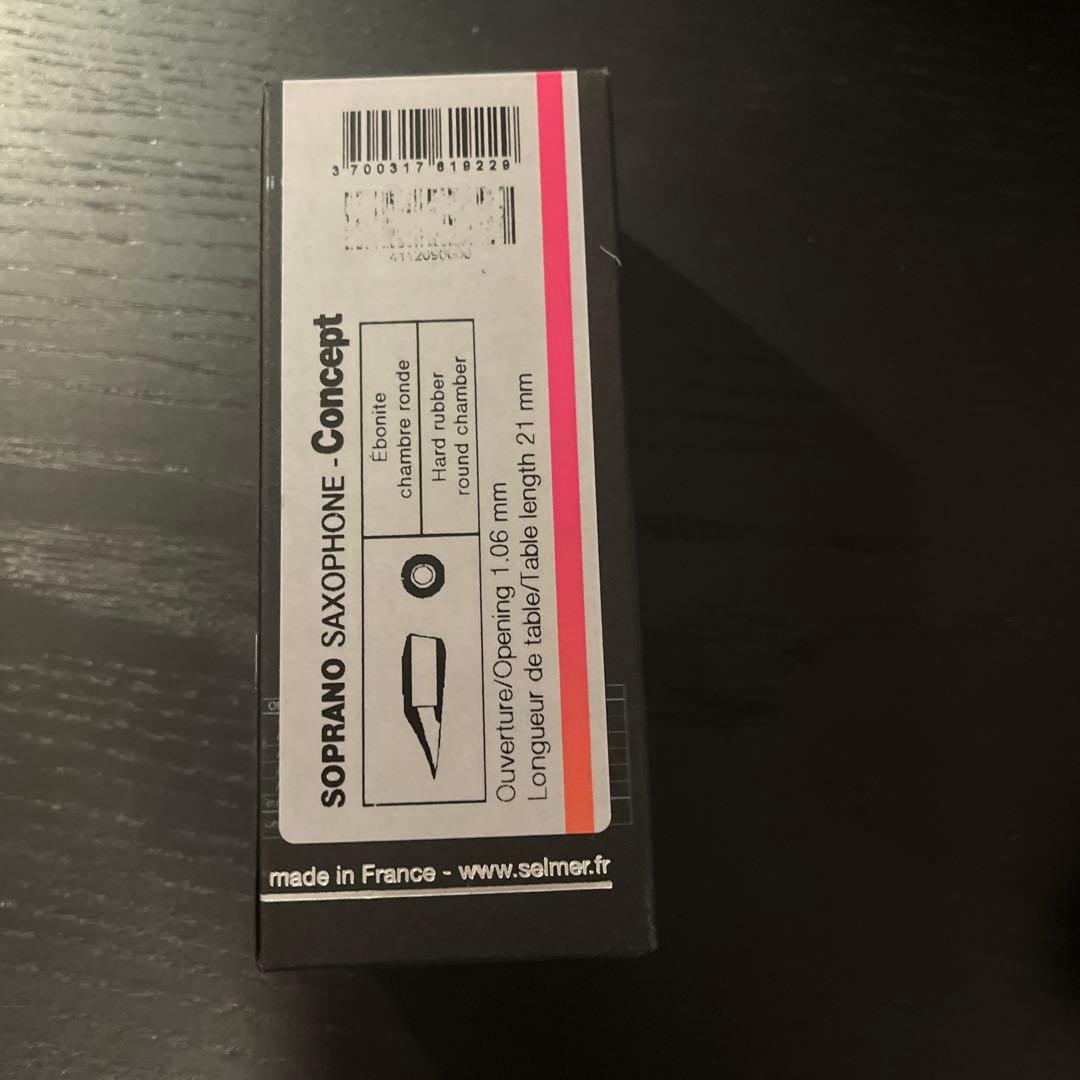 3 700317 619229
SOPRANO SAXOPHONE - Concept
Ébonite
chambre ronde
Hard rubber
round chamber
Ouverture/Opening 1.06 mm
Longueur de table/Table length 21 mm
made in France - www.selmer.fr